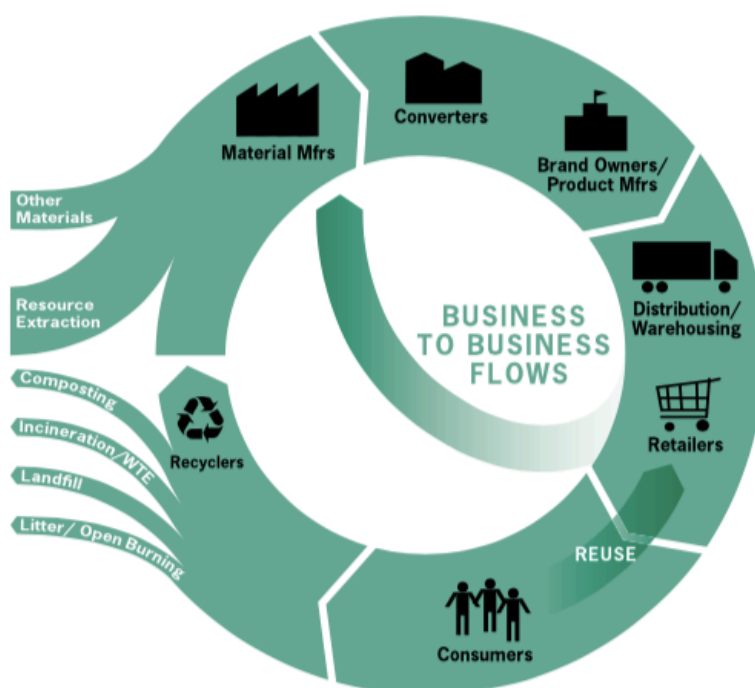 Material Mfrs
Converters
Brand Owners/
Product Mfrs
Other
Materials
Resource
Extraction
Distribution/
Warehousing
BUSINESS
TO BUSINESS
FLOWS
Retailers
REUSE
Consumers
Recyclers
Composting
Incineration/WTE
Landfill
Litter/ Open Burning